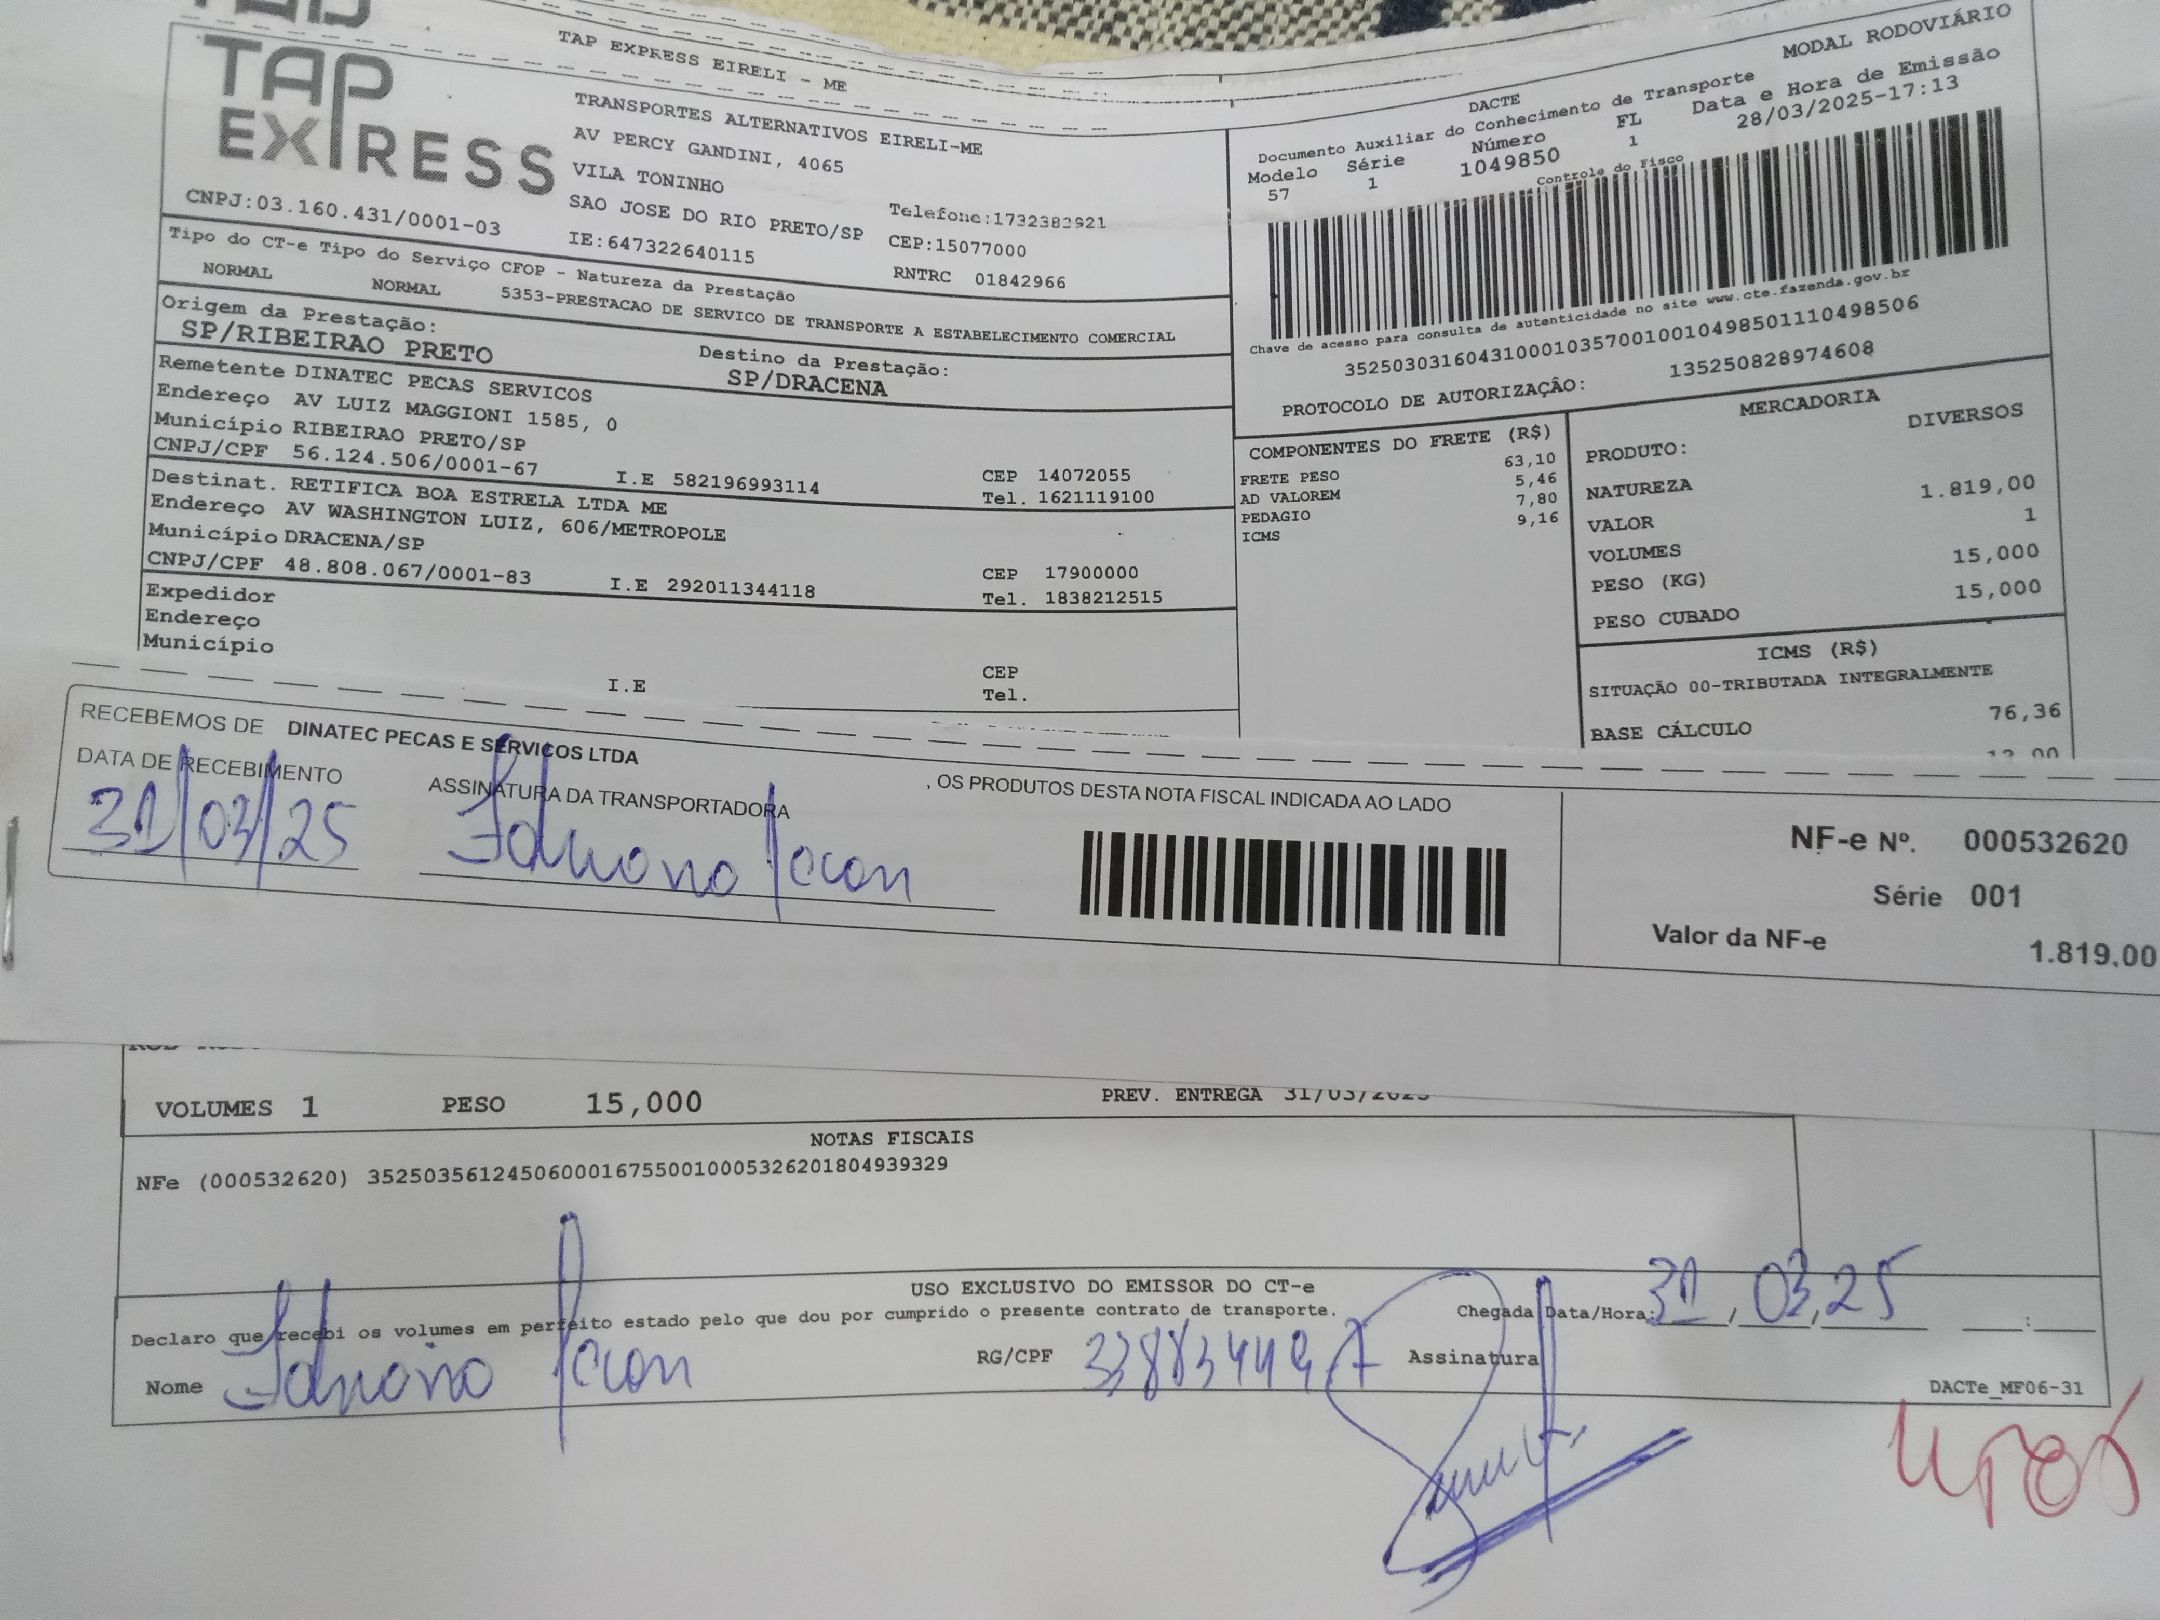 TAP EXPRESS EIRELI - ME
TAP
EXPRESS
CNPJ:03.160.431/0001-03
TRANSPORTES ALTERNATIVOS EIRELI-ME
AV PERCY GANDINI, 4065
VILA TONINHO
SAO JOSE DO RIO PRETO/SP
IE:647322640115
Telefone:1732382921
CEP:15077000
RNTRC 01842966
MODAL RODOVIÁRIO
DACTE
Documento Auxiliar do Conhecimento de Transporte
Modelo Série Número FL Data e Hora de Emissão
57 1 1049850 1 28/03/2025-17:13
Controle do Fisco
Chave de acesso para consulta de autenticidade no site www.cte.fazenda.gov.br
35250303160431000103570010010498501110498506
PROTOCOLO DE AUTORIZAÇÂO: 135250828974608
Tipo do CT-e Tipo do Serviço CFOP - Natureza da Prestação
NORMAL NORMAL 5353-PRESTACAO DE SERVICO DE TRANSPORTE A ESTABELECIMENTO COMERCIAL
Origem da Prestação:
SP/RIBEIRAO PRETO
Destino da Prestação:
SP/DRACENA
Remetente DINATEC PECAS SERVICOS
Endereço AV LUIZ MAGGIONI 1585, 0
Município RIBEIRAO PRETO/SP CEP 14072055
CNPJ/CPF 56.124.506/0001-67 I.E 582196993114 Tel. 1621119100
Destinat. RETIFICA BOA ESTRELA LTDA ME
Endereço AV WASHINGTON LUIZ, 606/METROPOLE
Município DRACENA/SP CEP 17900000
CNPJ/CPF 48.808.067/0001-83 I.E 292011344118 Tel. 1838212515
Expedidor
Endereço
Município CEP
I.E Tel.
COMPONENTES DO FRETE (R$)
FRETE PESO 63,10
AD VALOREM 5,46
PEDAGIO 7,80
ICMS 9,16
MERCADORIA
PRODUTO: DIVERSOS
NATUREZA
VALOR 1.819,00
VOLUMES 1
PESO (KG) 15,000
PESO CUBADO 15,000
ICMS (R$)
SITUAÇÃO 00-TRIBUTADA INTEGRALMENTE
BASE CÁLCULO 76,36
RECEBEMOS DE DINATEC PECAS E SERVICOS LTDA , OS PRODUTOS DESTA NOTA FISCAL INDICADA AO LADO
DATA DE RECEBIMENTO ASSINATURA DA TRANSPORTADORA
31/03/25
NF-e Nº. 000532620
Série 001
Valor da NF-e 1.819,00
VOLUMES 1 PESO 15,000 PREV. ENTREGA 31/03/2025
NOTAS FISCAIS
NFe (000532620) 35250356124506000167550010005326201804939329
USO EXCLUSIVO DO EMISSOR DO CT-e
Declaro que recebi os volumes em perfeito estado pelo que dou por cumprido o presente contrato de transporte.
Chegada Data/Hora: 31, 03, 25 :
Nome RG/CPF 338834497 Assinatura
DACTe_MF06-31